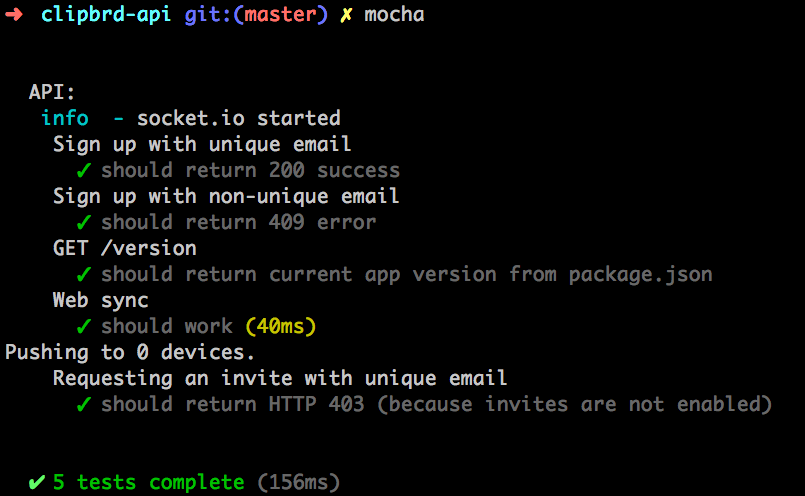 ➜ clipbrd-api git:(master) ✗ mocha
API:
info - socket.io started
Sign up with unique email
✓ should return 200 success
Sign up with non-unique email
✓ should return 409 error
GET /version
✓ should return current app version from package.json
Web sync
✓ should work (40ms)
Pushing to 0 devices.
Requesting an invite with unique email
✓ should return HTTP 403 (because invites are not enabled)
✔ 5 tests complete (156ms)